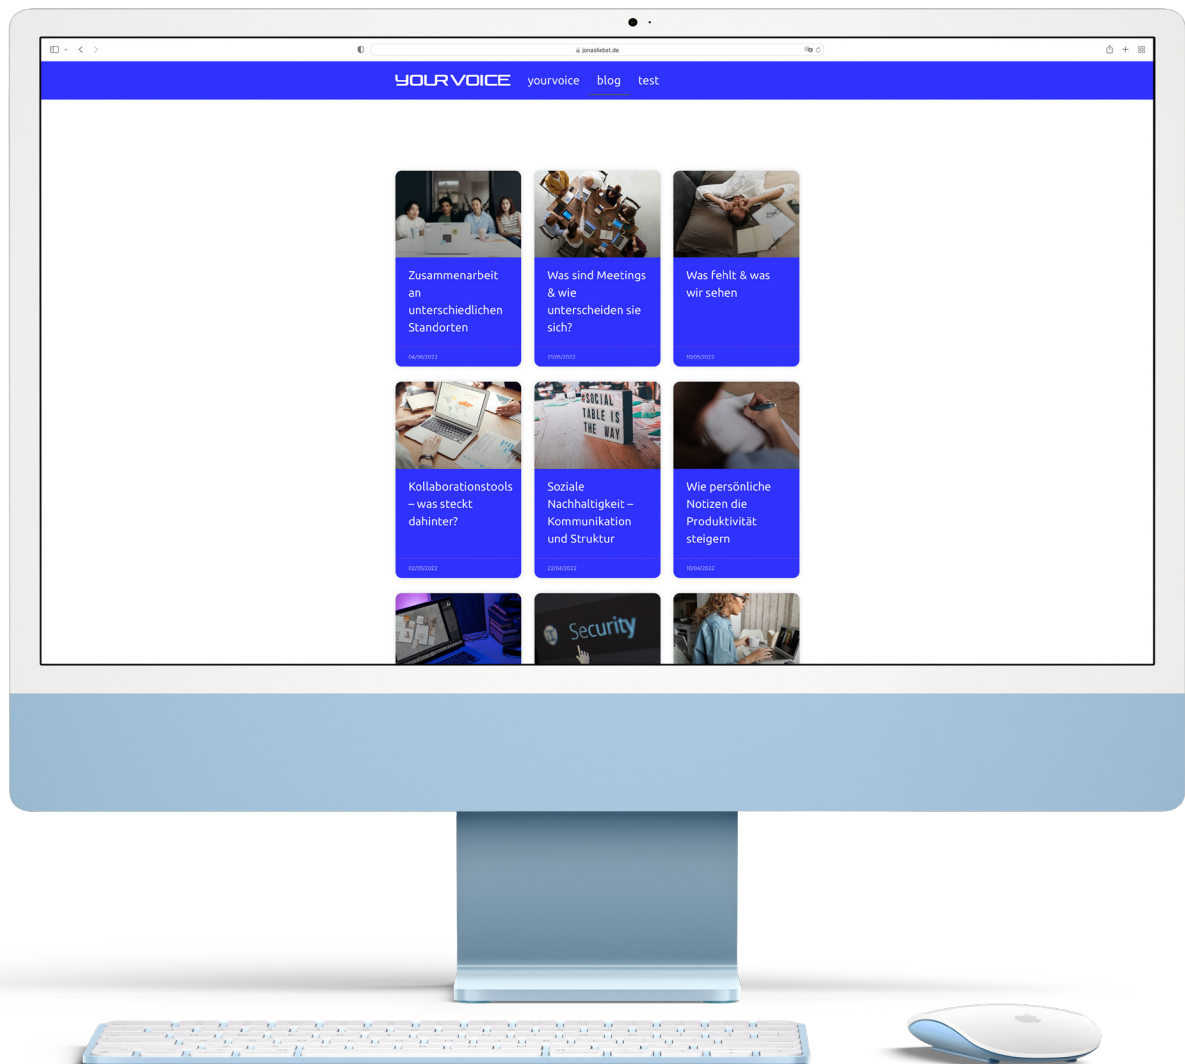 jonasliebst.de
YOURVOICE yourvoice blog test
Zusammenarbeit
an
unterschiedlichen
Standorten
04/06/2022
Was sind Meetings
& wie
unterscheiden sie
sich?
21/05/2022
Was fehlt & was
wir sehen
10/05/2022
#SOCIAL
TABLE IS
THE WAY
Kollaborationstools
– was steckt
dahinter?
02/05/2022
Soziale
Nachhaltigkeit –
Kommunikation
und Struktur
22/04/2022
Wie persönliche
Notizen die
Produktivität
steigern
10/04/2022
Security